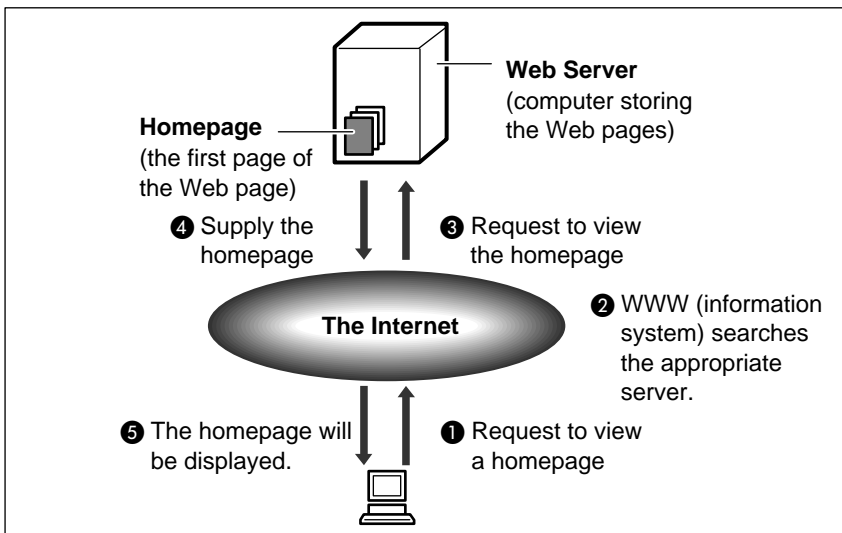 Web Server
(computer storing
the Web pages)
Homepage
(the first page of
the Web page)
❹ Supply the
homepage
❸ Request to view
the homepage
The Internet
❷ WWW (information
system) searches
the appropriate
server.
❺ The homepage will
be displayed.
❶ Request to view
a homepage